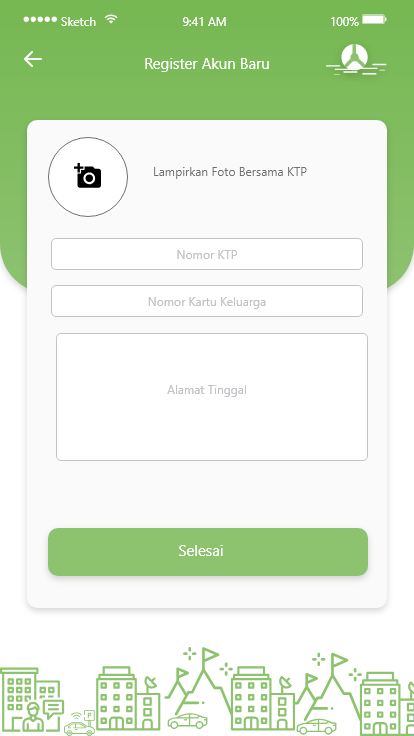 Sketch 9:41 AM 100%
Register Akun Baru
Lampirkan Foto Bersama KTP
Nomor KTP
Nomor Kartu Keluarga
Alamat Tinggal
Selesai
P